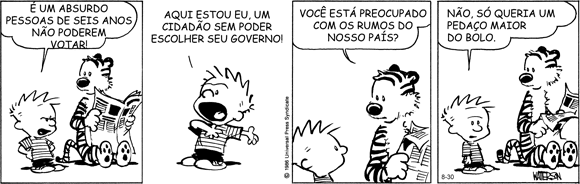 É UM ABSURDO
PESSOAS DE SEIS ANOS
NÃO PODEREM
VOTAR!
AQUI ESTOU EU, UM
CIDADÃO SEM PODER
ESCOLHER SEU GOVERNO!
VOCÊ ESTÁ PREOCUPADO
COM OS RUMOS DO
NOSSO PAÍS?
© 1986 Universal Press Syndicate
NÃO, SÓ QUERIA UM
PEDAÇO MAIOR
DO BOLO.
8-30
WATTERSON